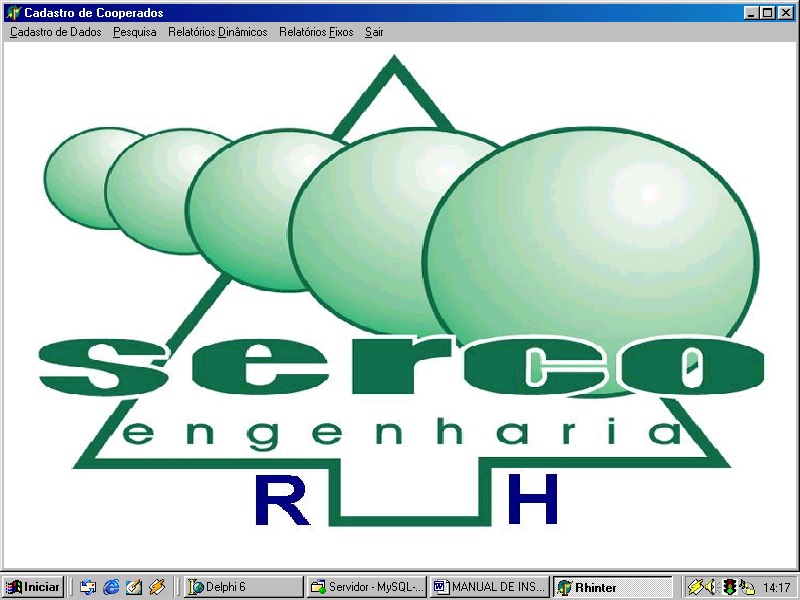 Cadastro de Cooperados
Cadastro de Dados Pesquisa Relatórios Dinâmicos Relatórios Fixos Sair
serco
engenharia
R H
Iniciar Delphi 6 Servidor - MySQL-... MANUAL DE INS... Rhinter 14:17